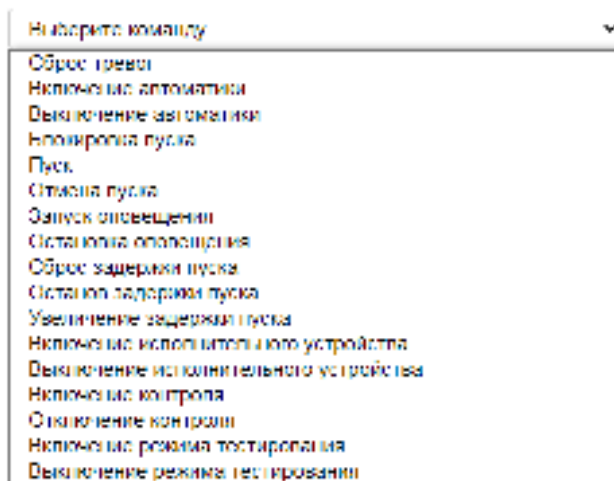 Выберите команду
Сброс тревог
Включение автоматики
Выключение автоматики
Блокировка пуска
Пуск
Отмена пуска
Запуск оповещения
Остановка оповещения
Сброс задержки пуска
Останов задержки пуска
Увеличение задержки пуска
Включение исполнительного устройства
Выключение исполнительного устройства
Включение контроля
Отключение контроля
Включение режима тестирования
Выключение режима тестирования